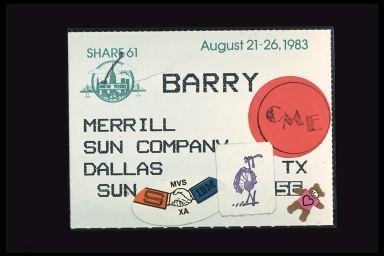 SHARE 61
August 21-26, 1983
NEW YORK
BARRY
CME
MERRILL
SUN COMPANY
DALLAS TX
SUN SE
MVS
IBM
XA